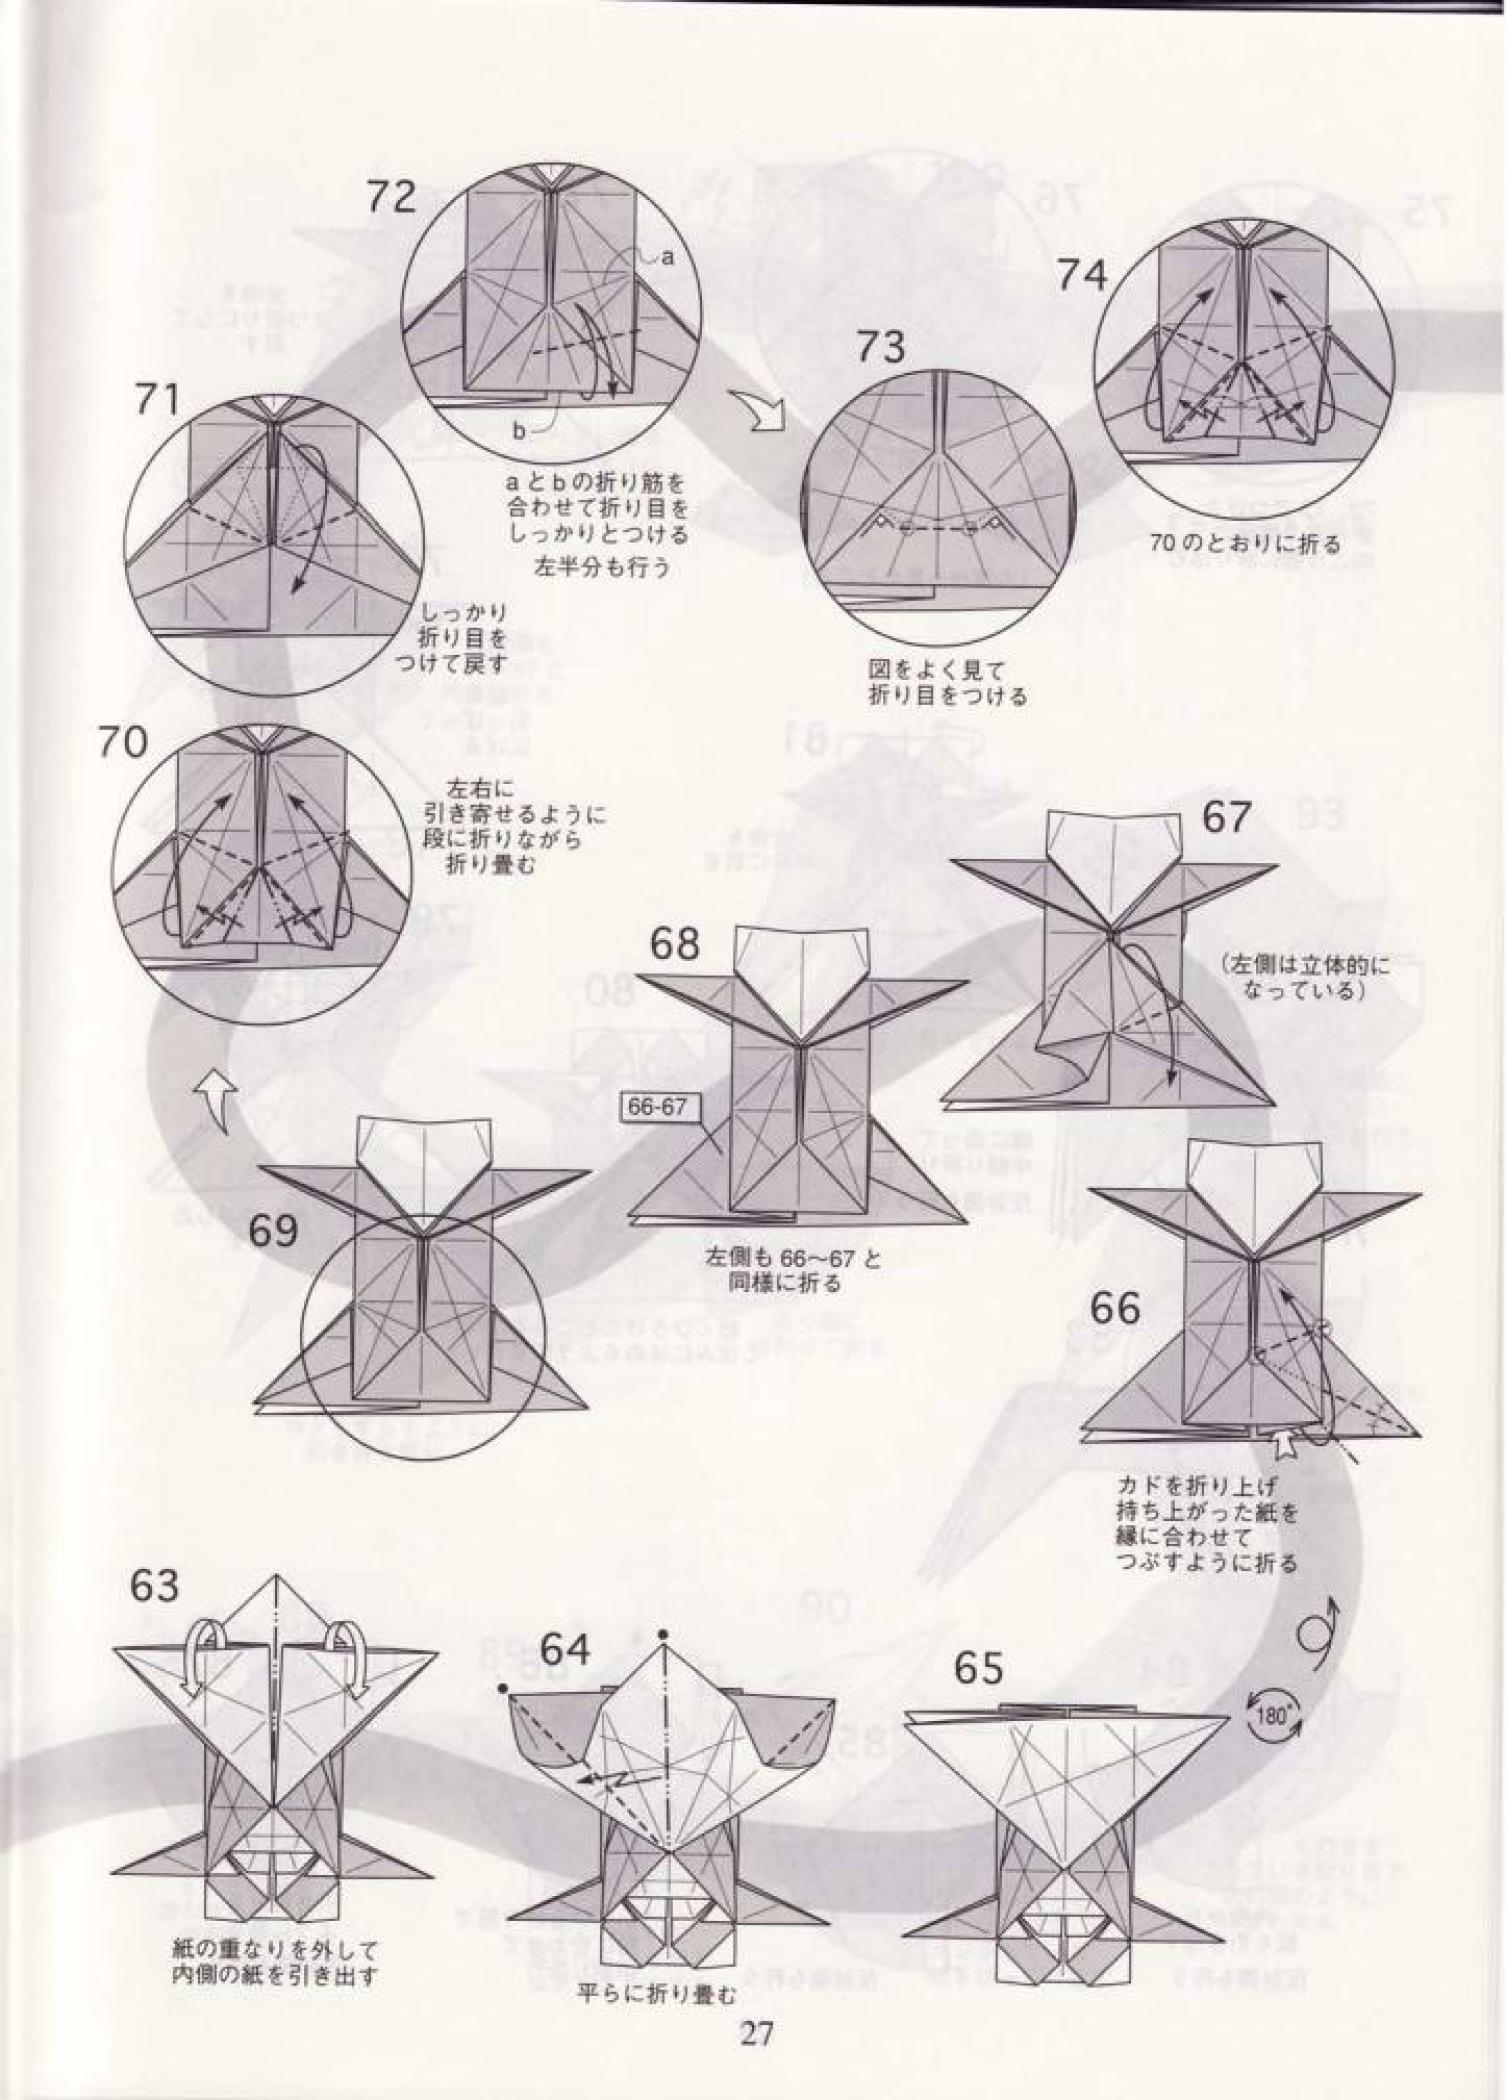 72
a
b
aとbの折り筋を
合わせて折り目を
しっかりとつける
左半分も行う
74
70のとおりに折る
73
図をよく見て
折り目をつける
71
しっかり
折り目を
つけて戻す
70
左右に
引き寄せるように
段に折りながら
折り畳む
67
(左側は立体的に
なっている)
68
66-67
左側も66〜67と
同様に折る
69
66
カドを折り上げ
持ち上がった紙を
縁に合わせて
つぶすように折る
63
紙の重なりを外して
内側の紙を引き出す
64
平らに折り畳む
65
180°
27